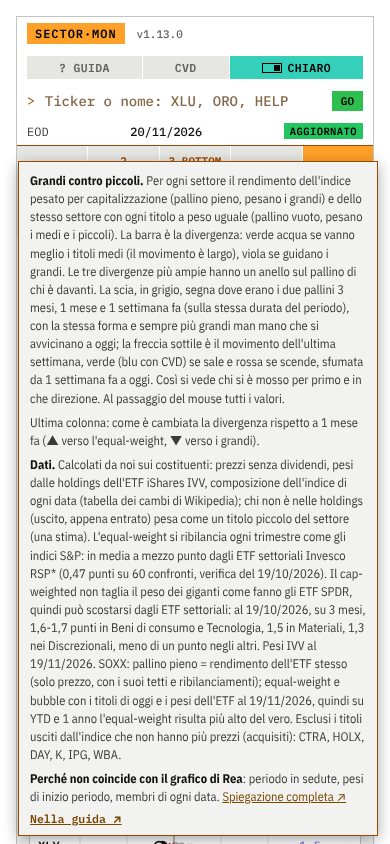 SECTOR·MON v1.13.0
? GUIDA CVD CHIARO
> Ticker o nome: XLU, ORO, HELP GO
EOD 20/11/2026 AGGIORNATO
Grandi contro piccoli. Per ogni settore il rendimento dell'indice
pesato per capitalizzazione (pallino pieno, pesano i grandi) e dello
stesso settore con ogni titolo a peso uguale (pallino vuoto, pesano
i medi e i piccoli). La barra è la divergenza: verde acqua se vanno
meglio i titoli medi (il movimento è largo), viola se guidano i
grandi. Le tre divergenze più ampie hanno un anello sul pallino di
chi è davanti. La scia, in grigio, segna dove erano i due pallini 3
mesi, 1 mese e 1 settimana fa (sulla stessa durata del periodo),
con la stessa forma e sempre più grandi man mano che si
avvicinano a oggi; la freccia sottile è il movimento dell'ultima
settimana, verde (blu con CVD) se sale e rossa se scende, sfumata
da 1 settimana fa a oggi. Così si vede chi si è mosso per primo e in
che direzione. Al passaggio del mouse tutti i valori.
Ultima colonna: come è cambiata la divergenza rispetto a 1 mese
fa (▲ verso l'equal-weight, ▼ verso i grandi).
Dati. Calcolati da noi sui costituenti: prezzi senza dividendi, pesi
dalle holdings dell'ETF iShares IVV, composizione dell'indice di
ogni data (tabella dei cambi di Wikipedia); chi non è nelle holdings
(uscito, appena entrato) pesa come un titolo piccolo del settore
(una stima). L'equal-weight si ribilancia ogni trimestre come gli
indici S&P: in media a mezzo punto dagli ETF settoriali Invesco
RSP* (0,47 punti su 60 confronti, verifica del 19/10/2026). Il cap-
weighted non taglia il peso dei giganti come fanno gli ETF SPDR,
quindi può scostarsi dagli ETF settoriali: al 19/10/2026, su 3 mesi,
1,6-1,7 punti in Beni di consumo e Tecnologia, 1,5 in Materiali, 1,3
nei Discrezionali, meno di un punto negli altri. Pesi IVV al
19/11/2026. SOXX: pallino pieno = rendimento dell'ETF stesso
(solo prezzo, con i suoi tetti e ribilanciamenti); equal-weight e
bubble con i titoli di oggi e i pesi dell'ETF al 19/11/2026, quindi su
YTD e 1 anno l'equal-weight risulta più alto del vero. Esclusi i titoli
usciti dall'indice che non hanno più prezzi (acquisiti): CTRA, HOLX,
DAY, K, IPG, WBA.
Perché non coincide con il grafico di Rea: periodo in sedute, pesi
di inizio periodo, membri di ogni data. Spiegazione completa ↗
Nella guida ↗